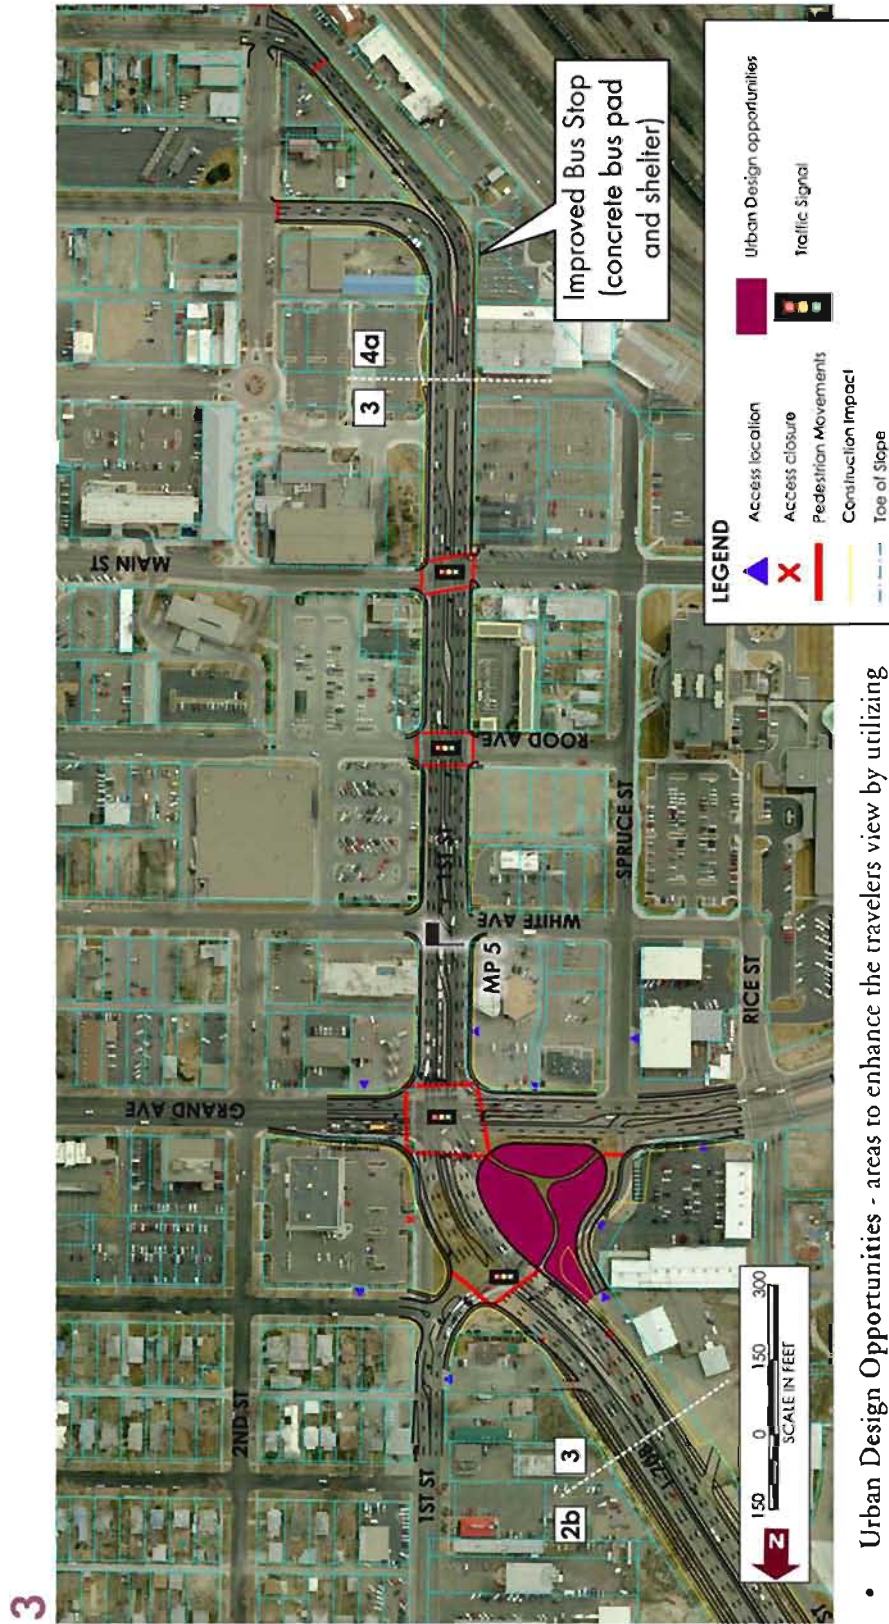 3
MAIN ST
3
4a
Improved Bus Stop
(concrete bus pad
and shelter)
ROOD AVE
1ST ST
SPRUCE ST
WHITE AVE
MP 5
RICE ST
GRAND AVE
2ND ST
1ST ST
2b
3
I-70B
N
150 0 150 300
SCALE IN FEET
LEGEND
Access location
Access closure
Pedestrian Movements
Construction Impact
Toe of Slope
Urban Design opportunities
Traffic Signal
• Urban Design Opportunities - areas to enhance the travelers view by utilizing